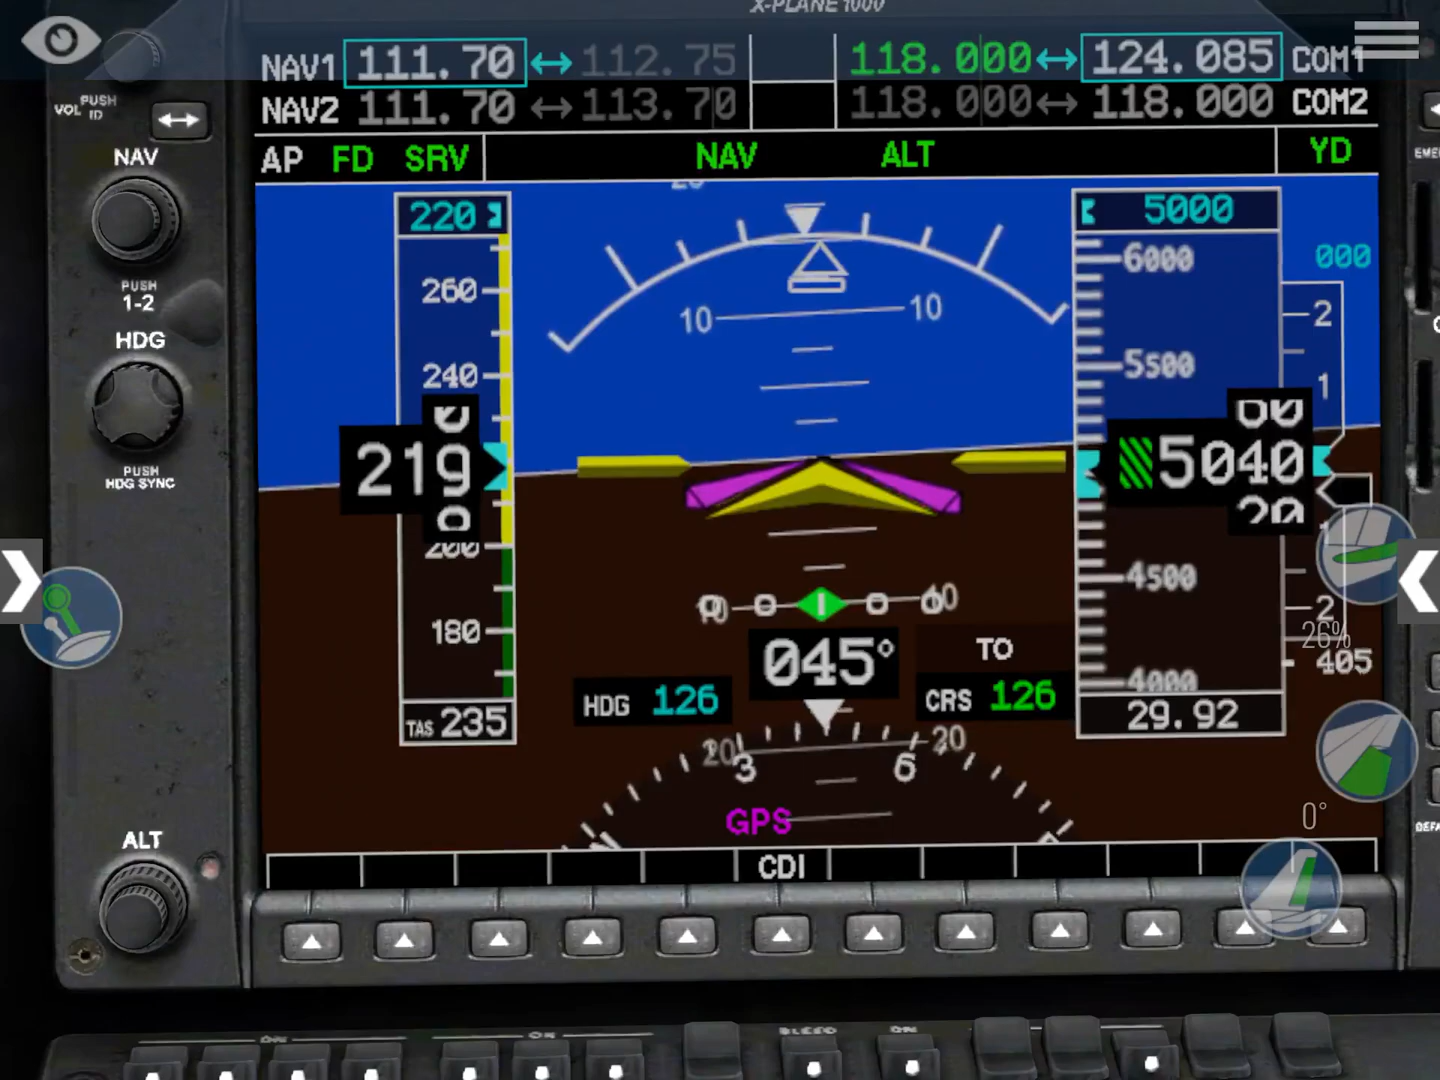 X-PLANE 1000
NAV1 111.70 ↔ 112.75 118.000 ↔ 124.085 COM1
NAV2 111.70 ↔ 113.70 118.000 ↔ 118.000 COM2
VOL PUSH ID
AP FD SRV NAV ALT YD
NAV
220 5000
000
260 10 10 6000
PUSH 1-2
2
HDG
240 5500
1
219 5040
20
PUSH HDG SYNC
200
4500
180 2
26%
045°
TO
405
HDG 126 CRS 126
4000
TAS 235 29.92
20 20
3 6
GPS
0°
ALT
CDI
BLEED ON